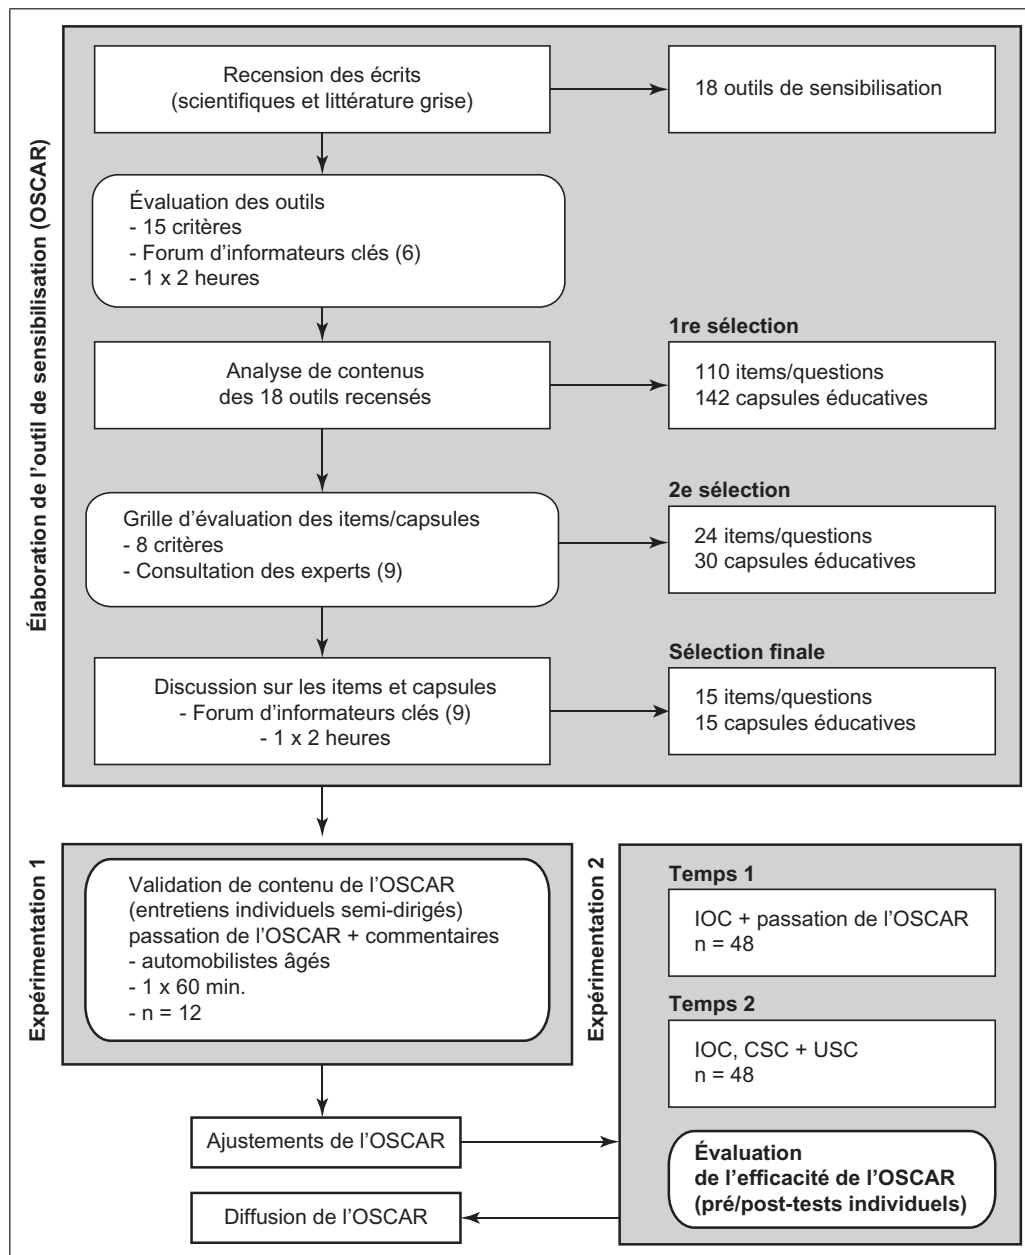 Élaboration de l'outil de sensibilisation (OSCAR)
Recension des écrits
(scientifiques et littérature grise)
18 outils de sensibilisation
Évaluation des outils
- 15 critères
- Forum d'informateurs clés (6)
- 1 x 2 heures
Analyse de contenus
des 18 outils recensés
1re sélection
110 items/questions
142 capsules éducatives
Grille d'évaluation des items/capsules
- 8 critères
- Consultation des experts (9)
2e sélection
24 items/questions
30 capsules éducatives
Discussion sur les items et capsules
- Forum d'informateurs clés (9)
- 1 x 2 heures
Sélection finale
15 items/questions
15 capsules éducatives
Expérimentation 1
Validation de contenu de l'OSCAR
(entretiens individuels semi-dirigés)
passation de l'OSCAR + commentaires
- automobilistes âgés
- 1 x 60 min.
- n = 12
Ajustements de l'OSCAR
Expérimentation 2
Temps 1
IOC + passation de l'OSCAR
n = 48
Temps 2
IOC, CSC + USC
n = 48
Évaluation
de l'efficacité de l'OSCAR
(pré/post-tests individuels)
Diffusion de l'OSCAR